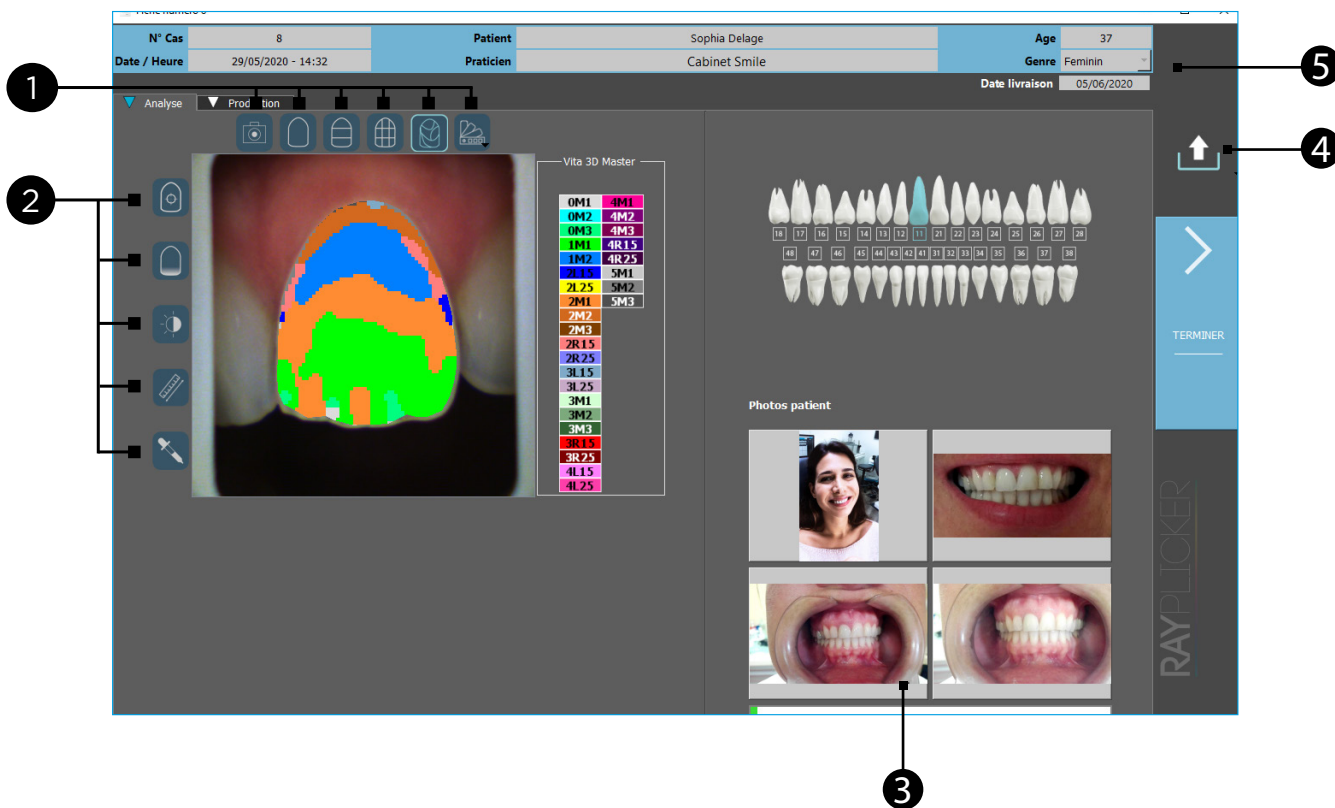 N° Cas 8 Patient Sophia Delage Age 37
Date / Heure 29/05/2020 - 14:32 Praticien Cabinet Smile Genre Feminin
Date livraison 05/06/2020
5
1
Analyse Production
4
2
Vita 3D Master
0M1 4M1
0M2 4M2
0M3 4M3
1M1 4R15
1M2 4R25
2L15 5M1
2L25 5M2
2M1 5M3
2M2
2M3
2R15
2R25
3L15
3L25
3M1
3M2
3M3
3R15
3R25
4L15
4L25
18 17 16 15 14 13 12 11 21 22 23 24 25 26 27 28
48 47 46 45 44 43 42 41 31 32 33 34 35 36 37 38
TERMINER
Photos patient
RAYPLICKER
3